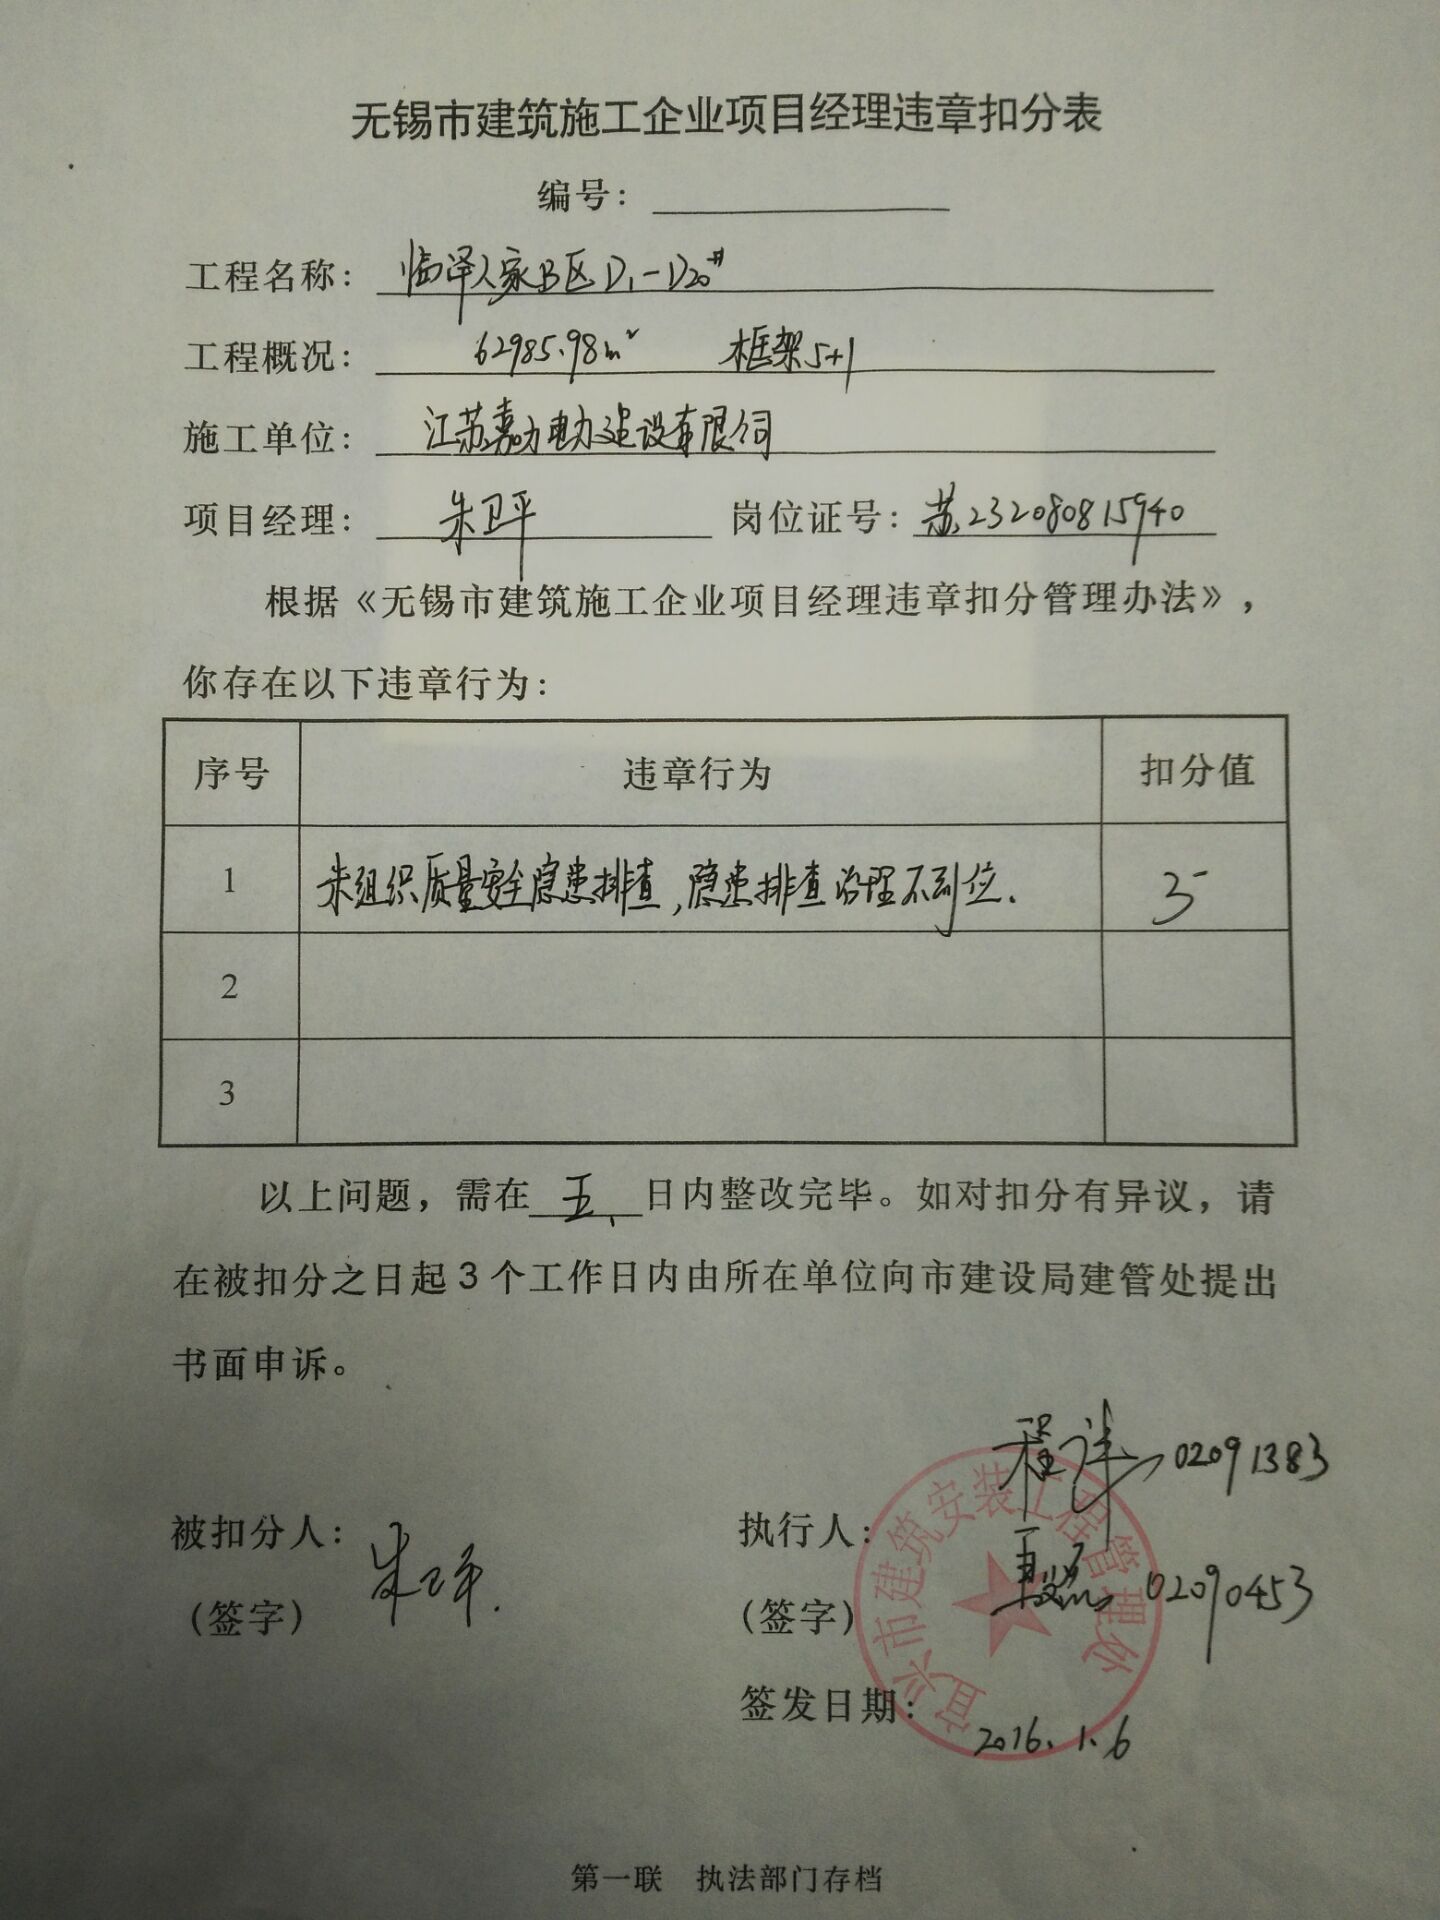 无锡市建筑施工企业项目经理违章扣分表
编号：
工程名称： 临泽人家B区D1-D20#
工程概况： 62985.98m² 框架5+1
施工单位： 江苏嘉力电力建设有限公司
项目经理： 朱卫平 岗位证号： 苏232080815940
根据《无锡市建筑施工企业项目经理违章扣分管理办法》，
你存在以下违章行为：
序号 违章行为 扣分值
1 未组织质量安全隐患排查，隐患排查治理不到位. 5
2
3
以上问题，需在 五、 日内整改完毕。如对扣分有异议，请
在被扣分之日起3个工作日内由所在单位向市建设局建管处提出
书面申诉。
02091383
被扣分人： 朱卫平. 执行人：
02090453
（签字） （签字）
宜兴市建筑安装工程管理处
签发日期： 2016.1.6
第一联 执法部门存档